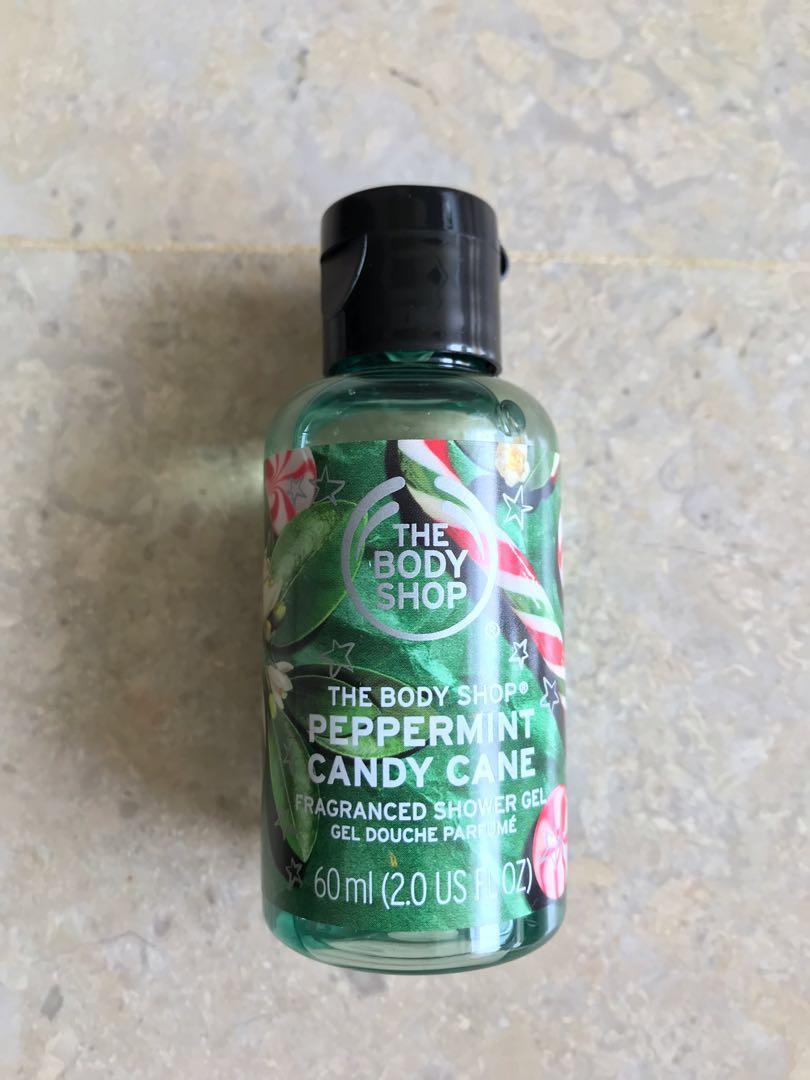 THE
BODY
SHOP
®
THE BODY SHOP®
PEPPERMINT
CANDY CANE
FRAGRANCED SHOWER GEL
GEL DOUCHE PARFUMÉ
60 ml (2.0 US FL OZ)